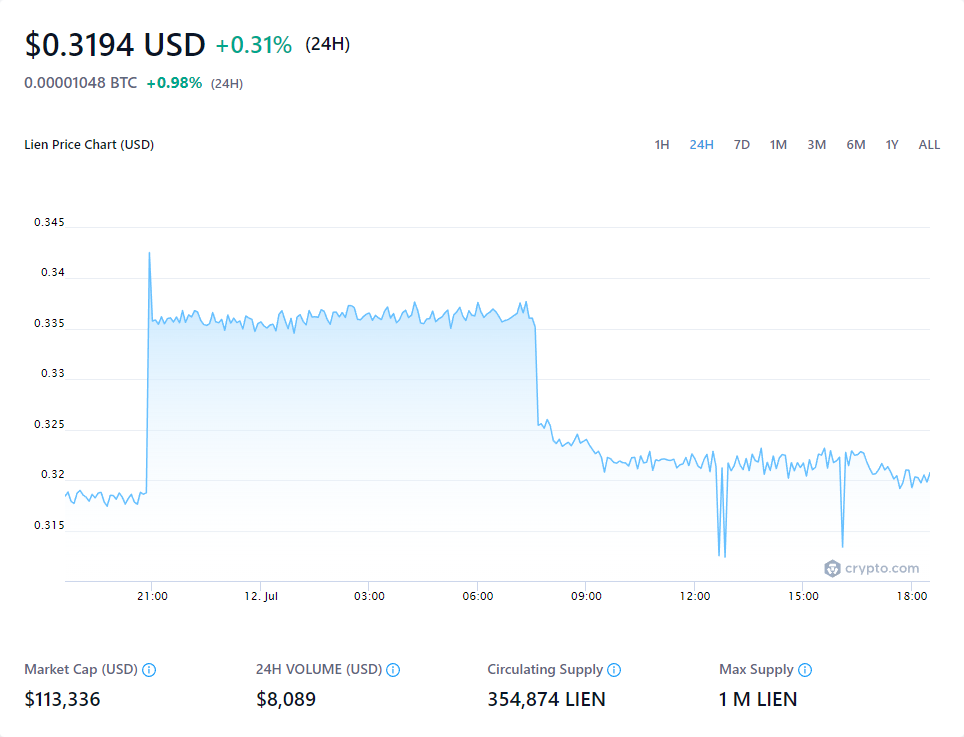 $0.3194 USD +0.31% (24H)
0.00001048 BTC +0.98% (24H)
Lien Price Chart (USD) 1H 24H 7D 1M 3M 6M 1Y ALL
0.345
0.34
0.335
0.33
0.325
0.32
0.315
crypto.com
21:00 12. Jul 03:00 06:00 09:00 12:00 15:00 18:00
Market Cap (USD) 24H VOLUME (USD) Circulating Supply Max Supply
$113,336 $8,089 354,874 LIEN 1 M LIEN